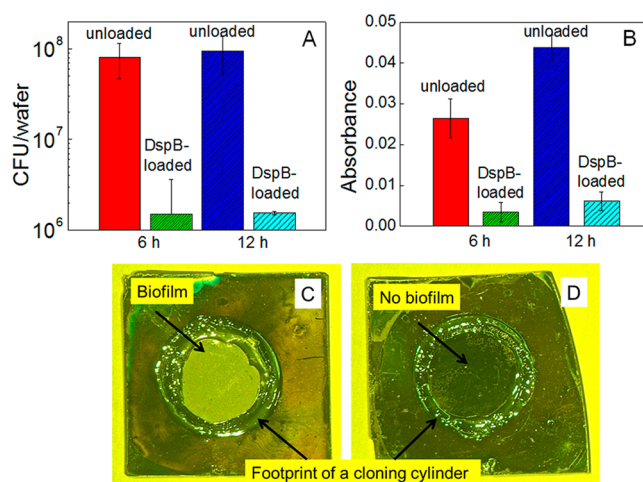 A
CFU/wafer
10^8
10^7
10^6
unloaded
unloaded
DspB-
loaded
DspB-
loaded
6 h
12 h
B
Absorbance
0.05
0.04
0.03
0.02
0.01
0.00
unloaded
unloaded
DspB-
loaded
DspB-
loaded
6 h
12 h
Biofilm
C
No biofilm
D
Footprint of a cloning cylinder